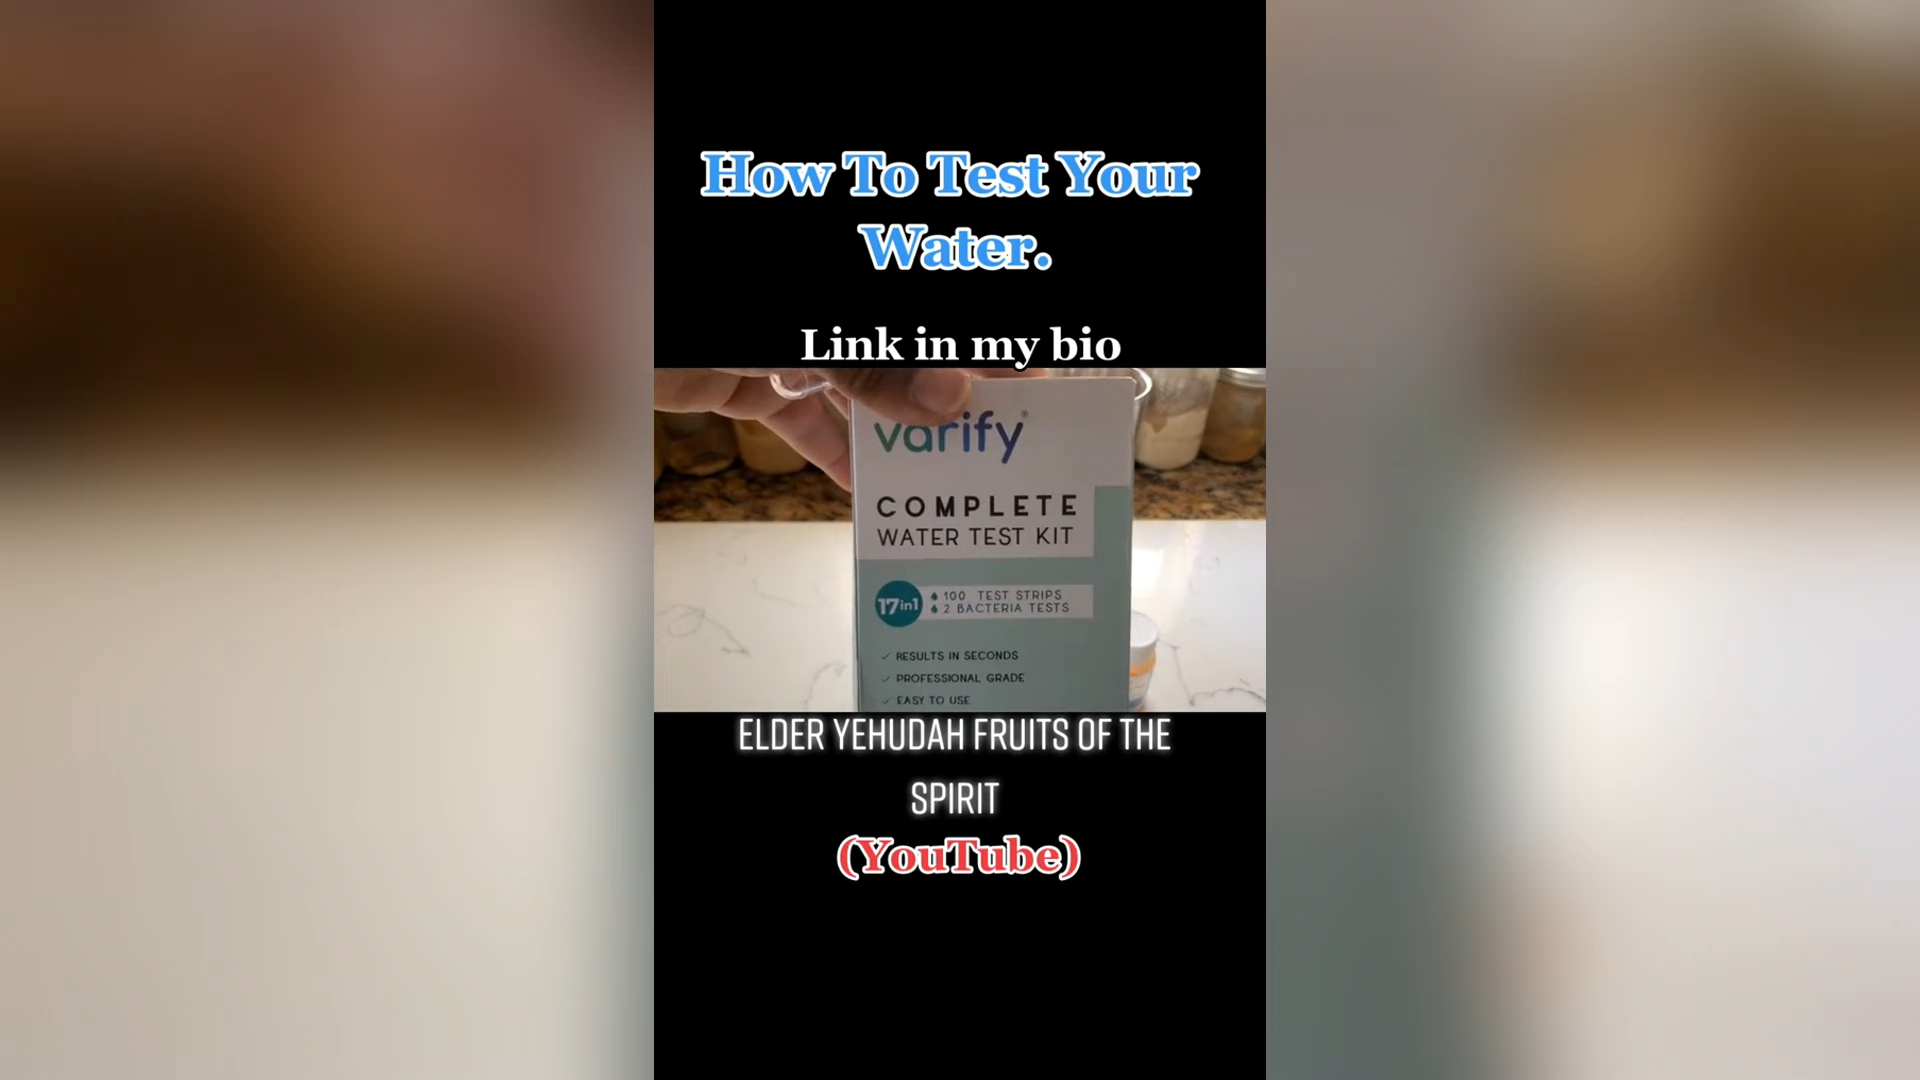 How To Test Your
Water.
Link in my bio
varify®
COMPLETE
WATER TEST KIT
17in1
100 TEST STRIPS
2 BACTERIA TESTS
✓ RESULTS IN SECONDS
✓ PROFESSIONAL GRADE
✓ EASY TO USE
ELDER YEHUDAH FRUITS OF THE
SPIRIT
(YouTube)